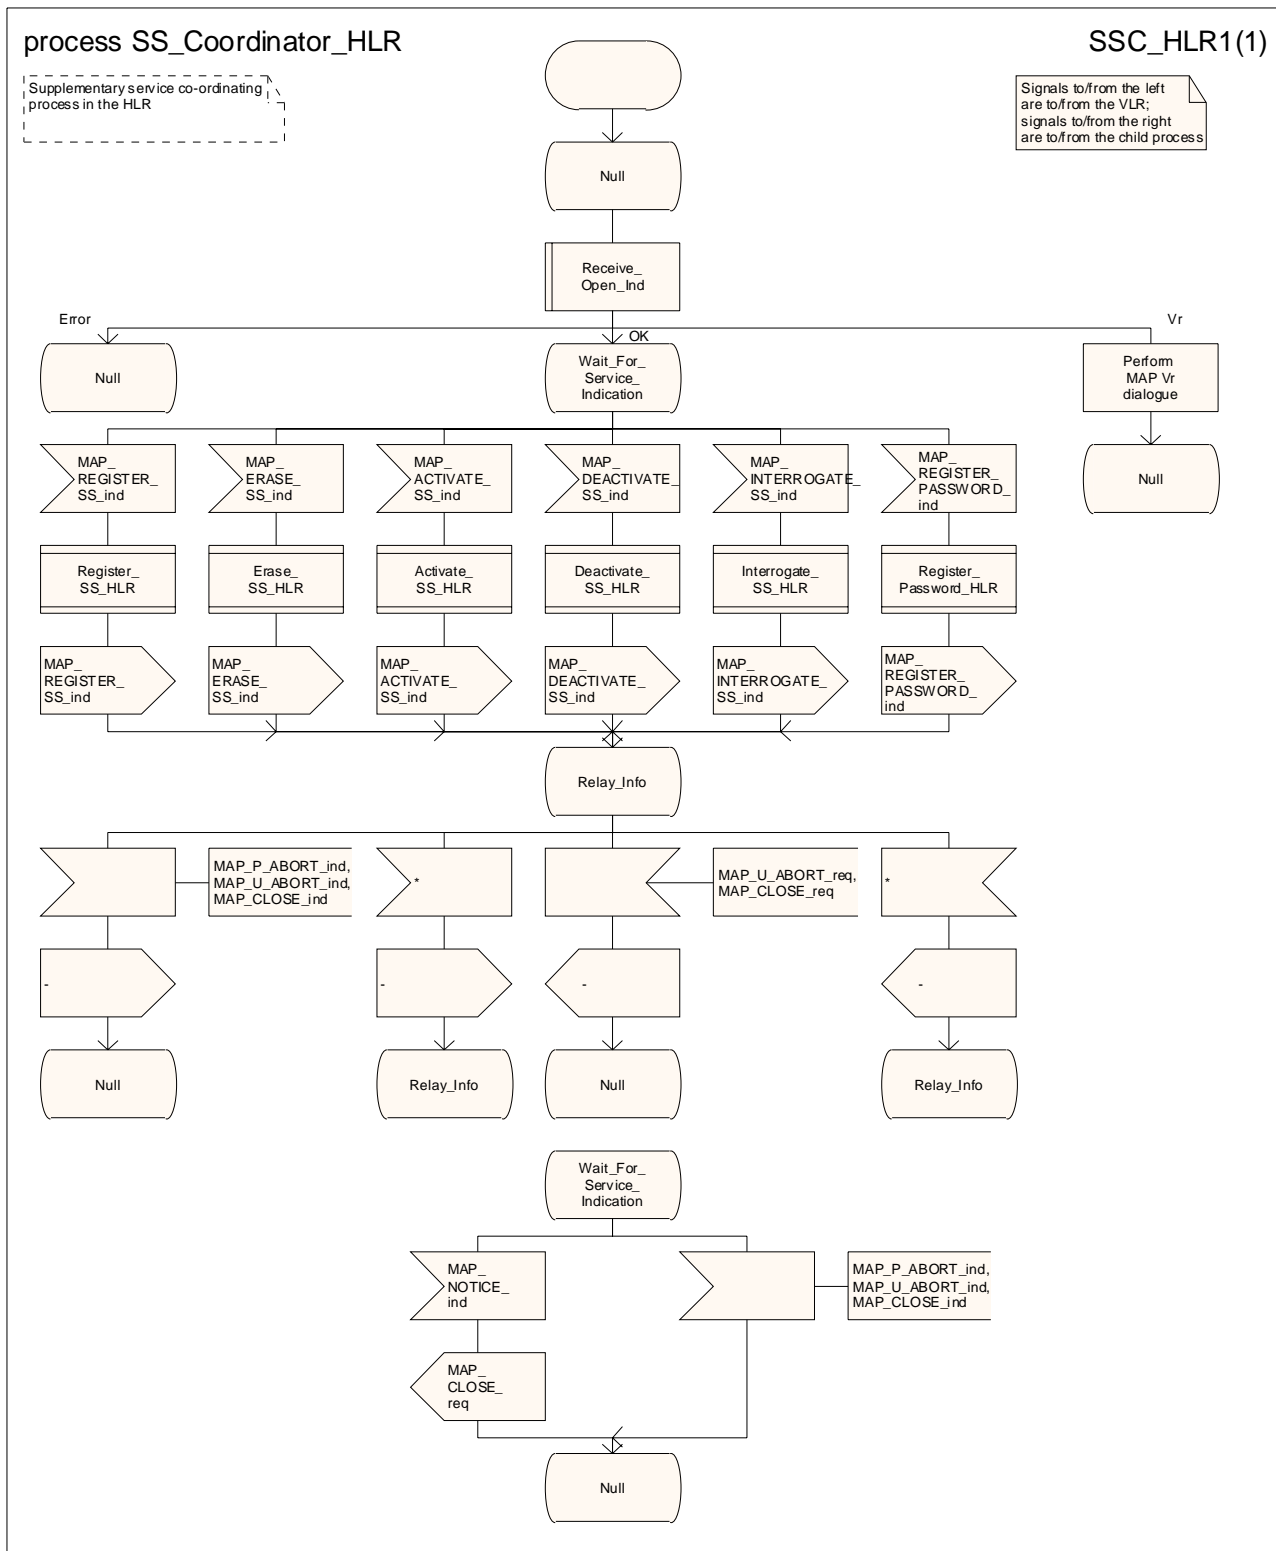 process SS_Coordinator_HLR
SSC_HLR1(1)
Supplementary service co-ordinating
process in the HLR
Signals to/from the left
are to/from the VLR;
signals to/from the right
are to/from the child process
Null
Receive_
Open_Ind
Error
OK
Vr
Null
Wait_For_
Service_
Indication
Perform
MAP Vr
dialogue
Null
MAP_
REGISTER_
SS_ind
MAP_
ERASE_
SS_ind
MAP_
ACTIVATE_
SS_ind
MAP_
DEACTIVATE_
SS_ind
MAP_
INTERROGATE_
SS_ind
MAP_
REGISTER_
PASSWORD_
ind
Register_
SS_HLR
Erase_
SS_HLR
Activate_
SS_HLR
Deactivate_
SS_HLR
Interrogate_
SS_HLR
Register_
Password_HLR
MAP_
REGISTER_
SS_ind
MAP_
ERASE_
SS_ind
MAP_
ACTIVATE_
SS_ind
MAP_
DEACTIVATE_
SS_ind
MAP_
INTERROGATE_
SS_ind
MAP_
REGISTER_
PASSWORD_
ind
Relay_Info
MAP_P_ABORT_ind,
MAP_U_ABORT_ind,
MAP_CLOSE_ind
*
MAP_U_ABORT_req,
MAP_CLOSE_req
*
-
-
-
-
Null
Relay_Info
Null
Relay_Info
Wait_For_
Service_
Indication
MAP_
NOTICE_
ind
MAP_P_ABORT_ind,
MAP_U_ABORT_ind,
MAP_CLOSE_ind
MAP_
CLOSE_
req
Null